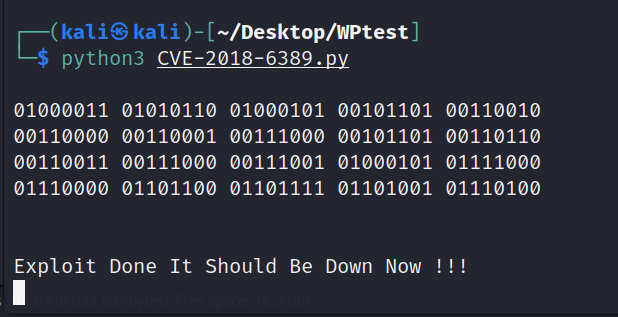 ┌──(kali㉿kali)-[~/Desktop/WPtest]
└─$ python3 CVE-2018-6389.py
01000011 01010110 01000101 00101101 00110010
00110000 00110001 00111000 00101101 00110110
00110011 00111000 00111001 01000101 01111000
01110000 01101100 01101111 01101001 01110100
Exploit Done It Should Be Down Now !!!